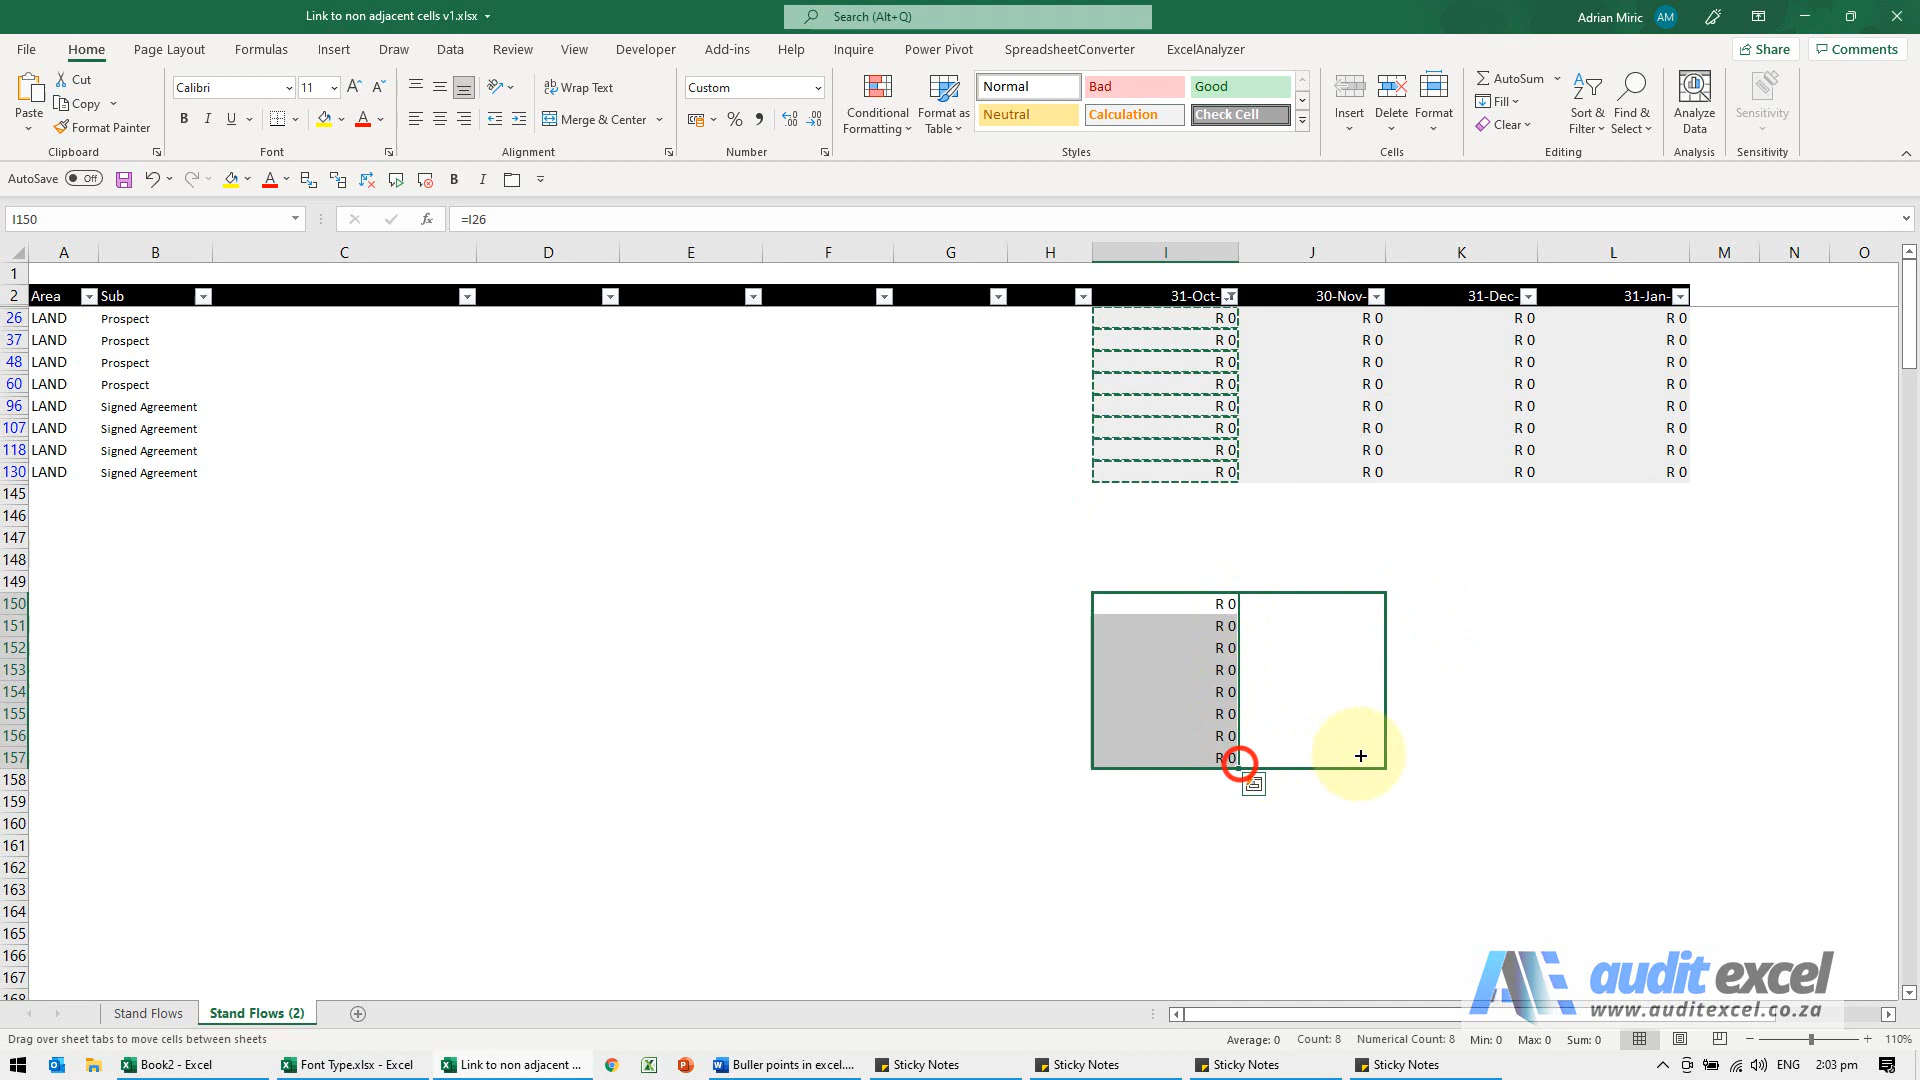 Link to non adjacent cells v1.xlsx
Search (Alt+Q)
Adrian Miric AM
File Home Page Layout Formulas Insert Draw Data Review View Developer Add-ins Help Inquire Power Pivot SpreadsheetConverter ExcelAnalyzer Share Comments
Paste
Cut
Copy
Format Painter
Calibri 11
B I U
Wrap Text
Merge & Center
Custom
Conditional Formatting
Format as Table
Normal Bad Good
Neutral Calculation Check Cell
Insert Delete Format
AutoSum
Fill
Clear
Sort & Filter
Find & Select
Analyze Data
Sensitivity
Clipboard Font Alignment Number Styles Cells Editing Analysis Sensitivity
AutoSave Off B I
I150 fx =I26
A B C D E F G H I J K L M N O
1
2 Area Sub 31-Oct- 30-Nov- 31-Dec- 31-Jan-
26 LAND Prospect R 0 R 0 R 0 R 0
37 LAND Prospect R 0 R 0 R 0 R 0
48 LAND Prospect R 0 R 0 R 0 R 0
60 LAND Prospect R 0 R 0 R 0 R 0
96 LAND Signed Agreement R 0 R 0 R 0 R 0
107 LAND Signed Agreement R 0 R 0 R 0 R 0
118 LAND Signed Agreement R 0 R 0 R 0 R 0
130 LAND Signed Agreement R 0 R 0 R 0 R 0
145
146
147
148
149
150 R 0
151 R 0
152 R 0
153 R 0
154 R 0
155 R 0
156 R 0
157 R 0
158
159
160
161
162
163
164
165
166
167
168
audit excel
www.auditexcel.co.za
Stand Flows Stand Flows (2)
Drag over sheet tabs to move cells between sheets Average: 0 Count: 8 Numerical Count: 8 Min: 0 Max: 0 Sum: 0 110%
Book2 - Excel Font Type.xlsx - Excel Link to non adjacent ... Buller points in excel.... Sticky Notes Sticky Notes Sticky Notes Sticky Notes ENG 2:03 pm